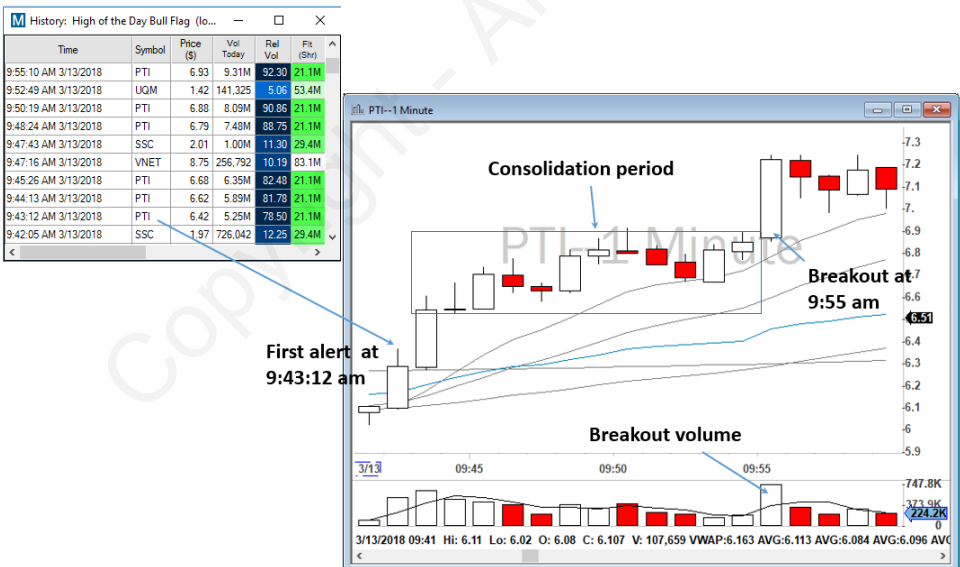 History: High of the Day Bull Flag (lo...
Time Symbol Price ($) Vol Today Rel Vol Flt (Shr)
9:55:10 AM 3/13/2018 PTI 6.93 9.31M 92.30 21.1M
9:52:49 AM 3/13/2018 UQM 1.42 141,325 5.06 53.4M
9:50:19 AM 3/13/2018 PTI 6.88 8.09M 90.86 21.1M
9:48:24 AM 3/13/2018 PTI 6.79 7.48M 88.75 21.1M
9:47:43 AM 3/13/2018 SSC 2.01 1.00M 11.30 29.4M
9:47:16 AM 3/13/2018 VNET 8.75 256,792 10.19 83.1M
9:45:26 AM 3/13/2018 PTI 6.68 6.35M 82.48 21.1M
9:44:13 AM 3/13/2018 PTI 6.62 5.89M 81.78 21.1M
9:43:12 AM 3/13/2018 PTI 6.42 5.25M 78.50 21.1M
9:42:05 AM 3/13/2018 SSC 1.97 726,042 12.25 29.4M
PTI--1 Minute
Consolidation period
PTI--1 Minute
Breakout at
9:55 am
First alert at
9:43:12 am
Breakout volume
7.3
7.2
7.1
7.
6.9
6.8
6.7
6.6
6.51
6.4
6.3
6.2
6.1
6
5.9
3/13 09:45 09:50 09:55
747.8K
373.9K
224.2K
0
3/13/2018 09:41 Hi: 6.11 Lo: 6.02 O: 6.08 C: 6.107 V: 107,659 VWAP:6.163 AVG:6.113 AVG:6.084 AVG:6.096 AVG
Copyright - A